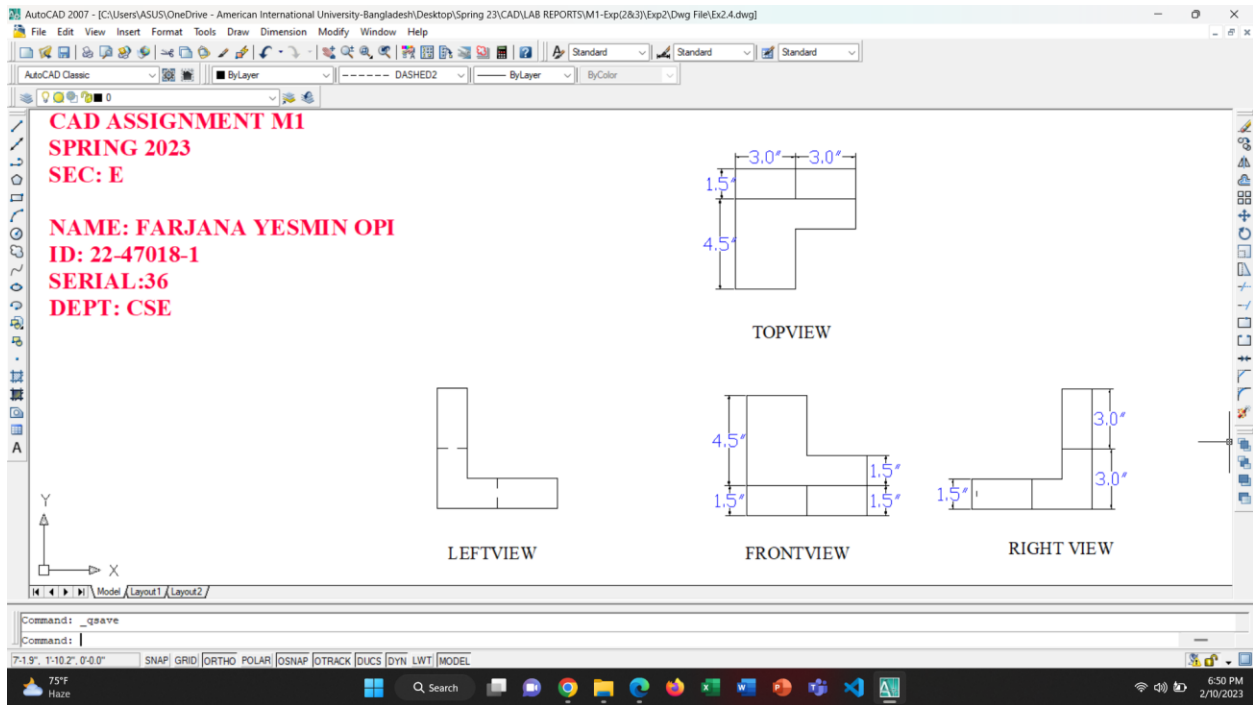 AutoCAD 2007 - [C:\Users\ASUS\OneDrive - American International University-Bangladesh\Desktop\Spring 23\CAD\LAB REPORTS\M1-Exp(2&3)\Exp2\Dwg File\Ex2.4.dwg]
File Edit View Insert Format Tools Draw Dimension Modify Window Help
Standard Standard Standard
AutoCAD Classic ByLayer DASHED2 ByLayer ByColor
0
CAD ASSIGNMENT M1
SPRING 2023
SEC: E
NAME: FARJANA YESMIN OPI
ID: 22-47018-1
SERIAL:36
DEPT: CSE
3.0" 3.0"
1.5"
4.5"
TOPVIEW
LEFTVIEW
4.5"
1.5"
1.5" 1.5"
FRONTVIEW
3.0"
3.0"
1.5"
RIGHT VIEW
Y
X
Model Layout1 Layout2
Command: _qsave
Command:
7-1.9", 1'-10.2", 0'-0.0" SNAP GRID ORTHO POLAR OSNAP OTRACK DUCS DYN LWT MODEL
75°F
Haze
Search
6:50 PM
2/10/2023